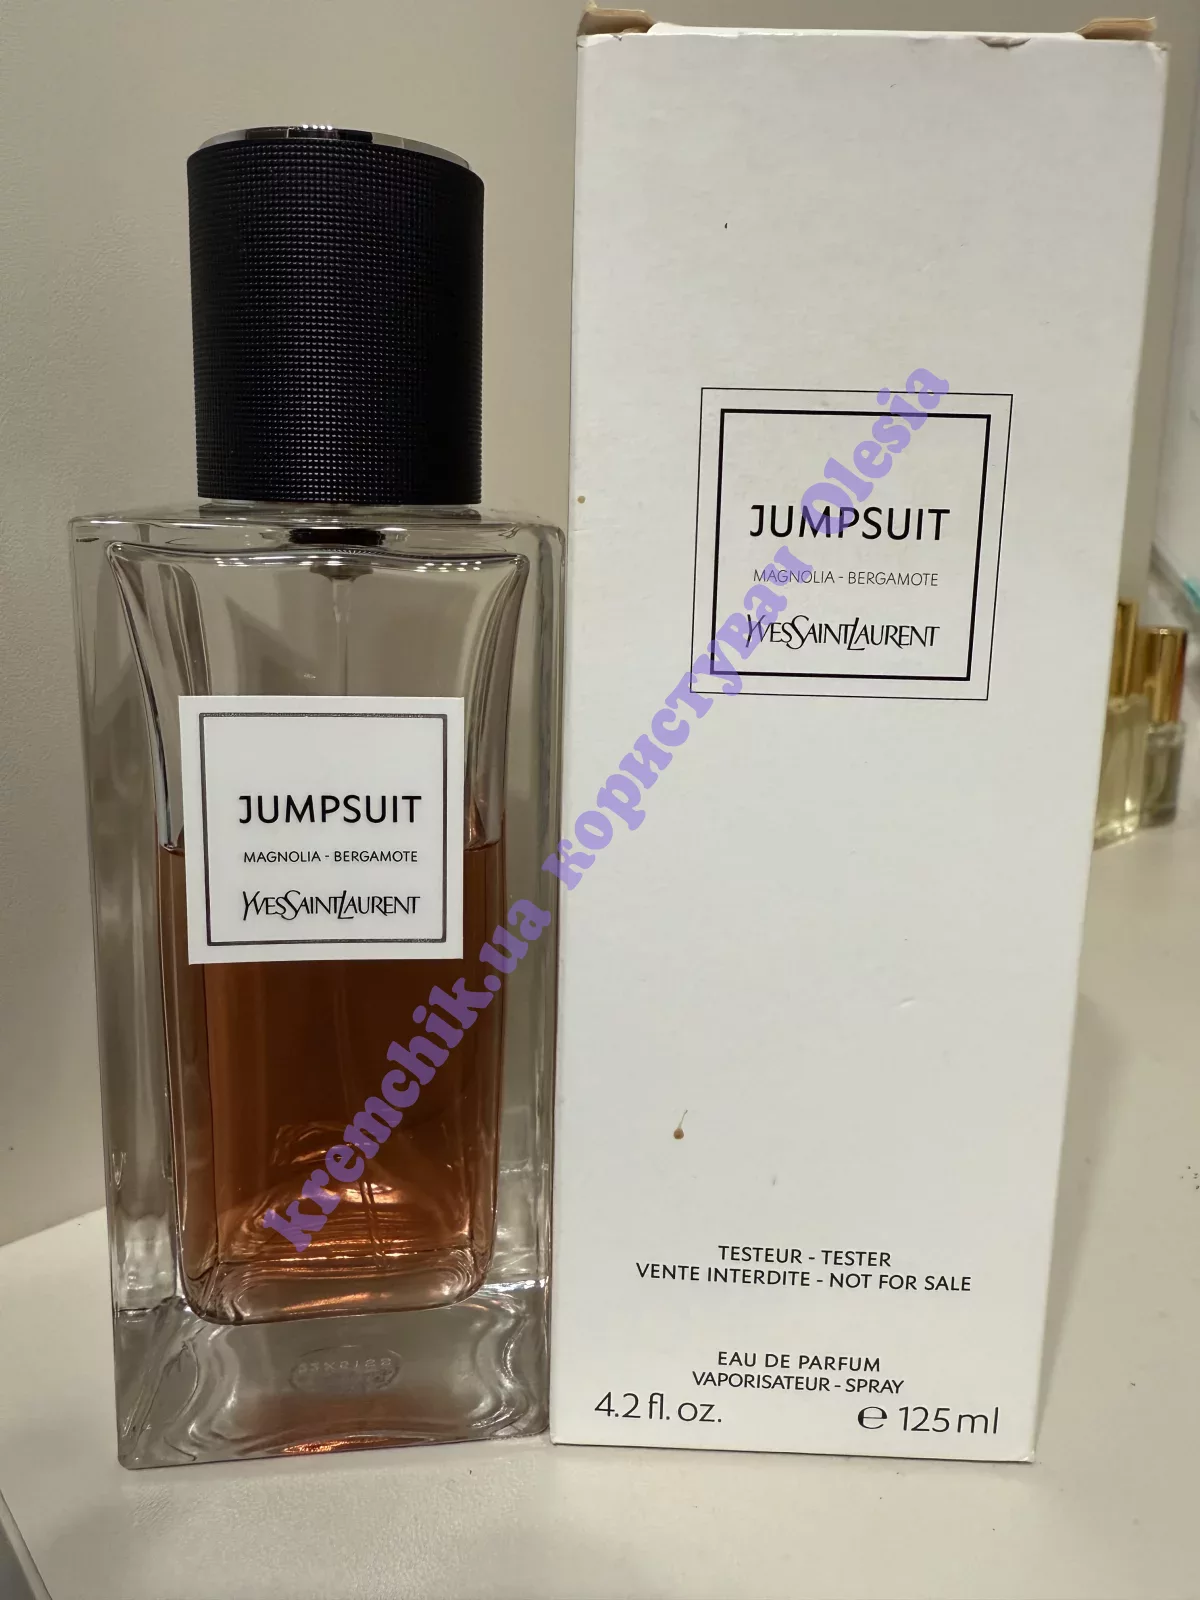 JUMPSUIT
MAGNOLIA - BERGAMOTE
YVESSAINTLAURENT
JUMPSUIT
MAGNOLIA - BERGAMOTE
YVESSAINTLAURENT
TESTEUR - TESTER
VENTE INTERDITE - NOT FOR SALE
EAU DE PARFUM
VAPORISATEUR - SPRAY
4.2 fl. oz. ℮ 125 ml
kremchik.ua користувач Olesia